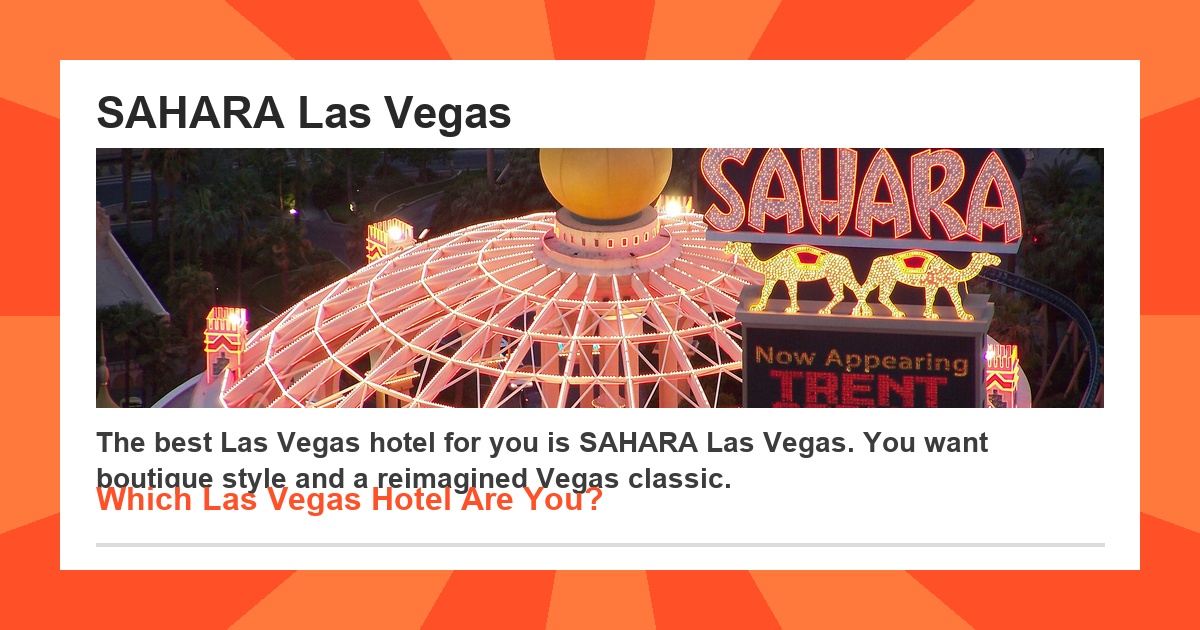 SAHARA Las Vegas
SAHARA
Now Appearing
TRENT
The best Las Vegas hotel for you is SAHARA Las Vegas. You want
boutique style and a reimagined Vegas classic.
Which Las Vegas Hotel Are You?